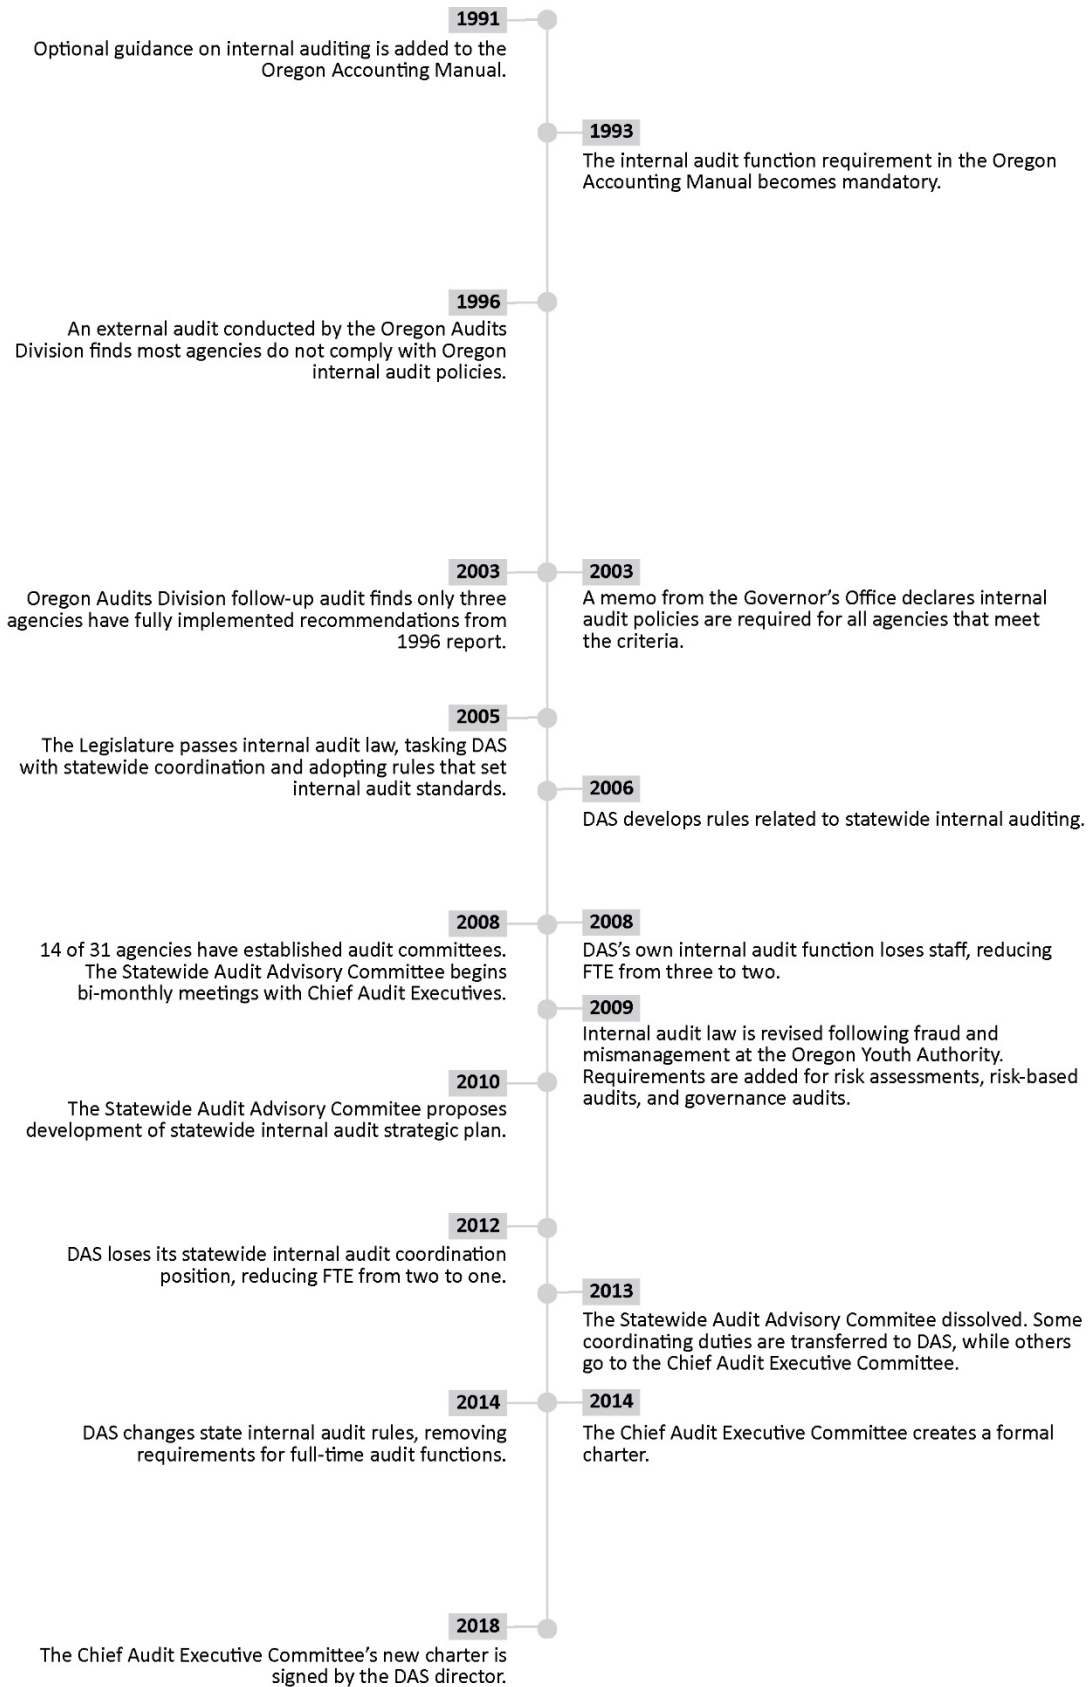 1991
Optional guidance on internal auditing is added to the
Oregon Accounting Manual.
1993
The internal audit function requirement in the Oregon
Accounting Manual becomes mandatory.
1996
An external audit conducted by the Oregon Audits
Division finds most agencies do not comply with Oregon
internal audit policies.
2003
Oregon Audits Division follow-up audit finds only three
agencies have fully implemented recommendations from
1996 report.
2003
A memo from the Governor’s Office declares internal
audit policies are required for all agencies that meet
the criteria.
2005
The Legislature passes internal audit law, tasking DAS
with statewide coordination and adopting rules that set
internal audit standards.
2006
DAS develops rules related to statewide internal auditing.
2008
14 of 31 agencies have established audit committees.
The Statewide Audit Advisory Committee begins
bi-monthly meetings with Chief Audit Executives.
2008
DAS’s own internal audit function loses staff, reducing
FTE from three to two.
2009
Internal audit law is revised following fraud and
mismanagement at the Oregon Youth Authority.
Requirements are added for risk assessments, risk-based
audits, and governance audits.
2010
The Statewide Audit Advisory Commitee proposes
development of statewide internal audit strategic plan.
2012
DAS loses its statewide internal audit coordination
position, reducing FTE from two to one.
2013
The Statewide Audit Advisory Commitee dissolved. Some
coordinating duties are transferred to DAS, while others
go to the Chief Audit Executive Committee.
2014
DAS changes state internal audit rules, removing
requirements for full-time audit functions.
2014
The Chief Audit Executive Committee creates a formal
charter.
2018
The Chief Audit Executive Committee’s new charter is
signed by the DAS director.